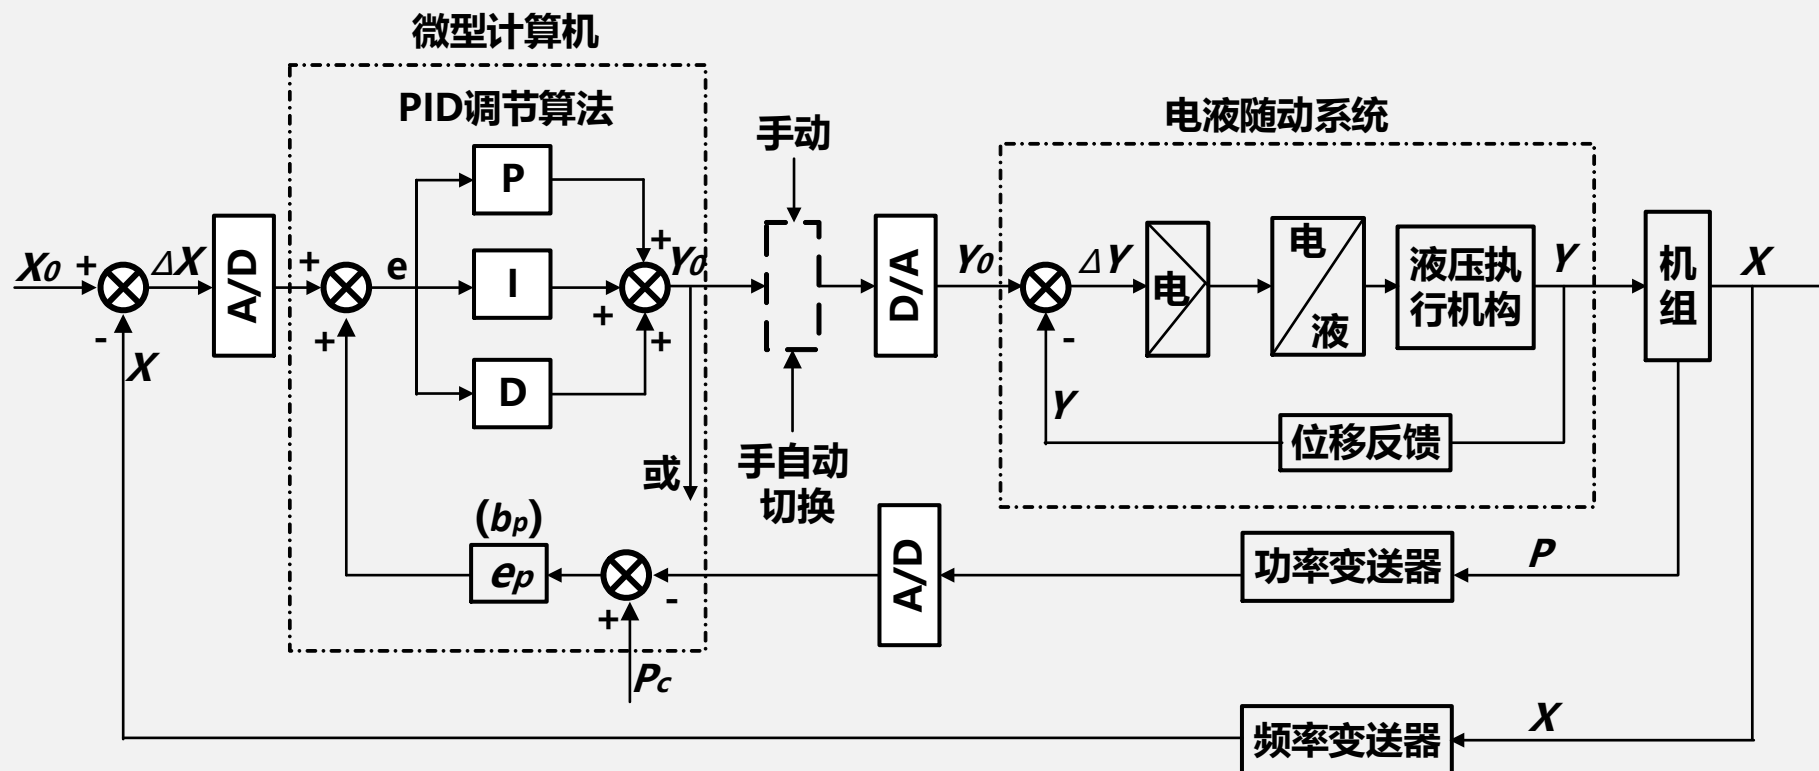 微型计算机
PID调节算法
手动
电液随动系统
P
X₀
+
ΔX
A/D
+
e
I
+
Y₀
D/A
Y₀
ΔY
电
电
液
液压执
行机构
Y
机
组
X
-
X
+
+
+
-
Y
D
位移反馈
或
手自动
切换
(bₚ)
eₚ
A/D
功率变送器
P
+
-
Pc
频率变送器
X